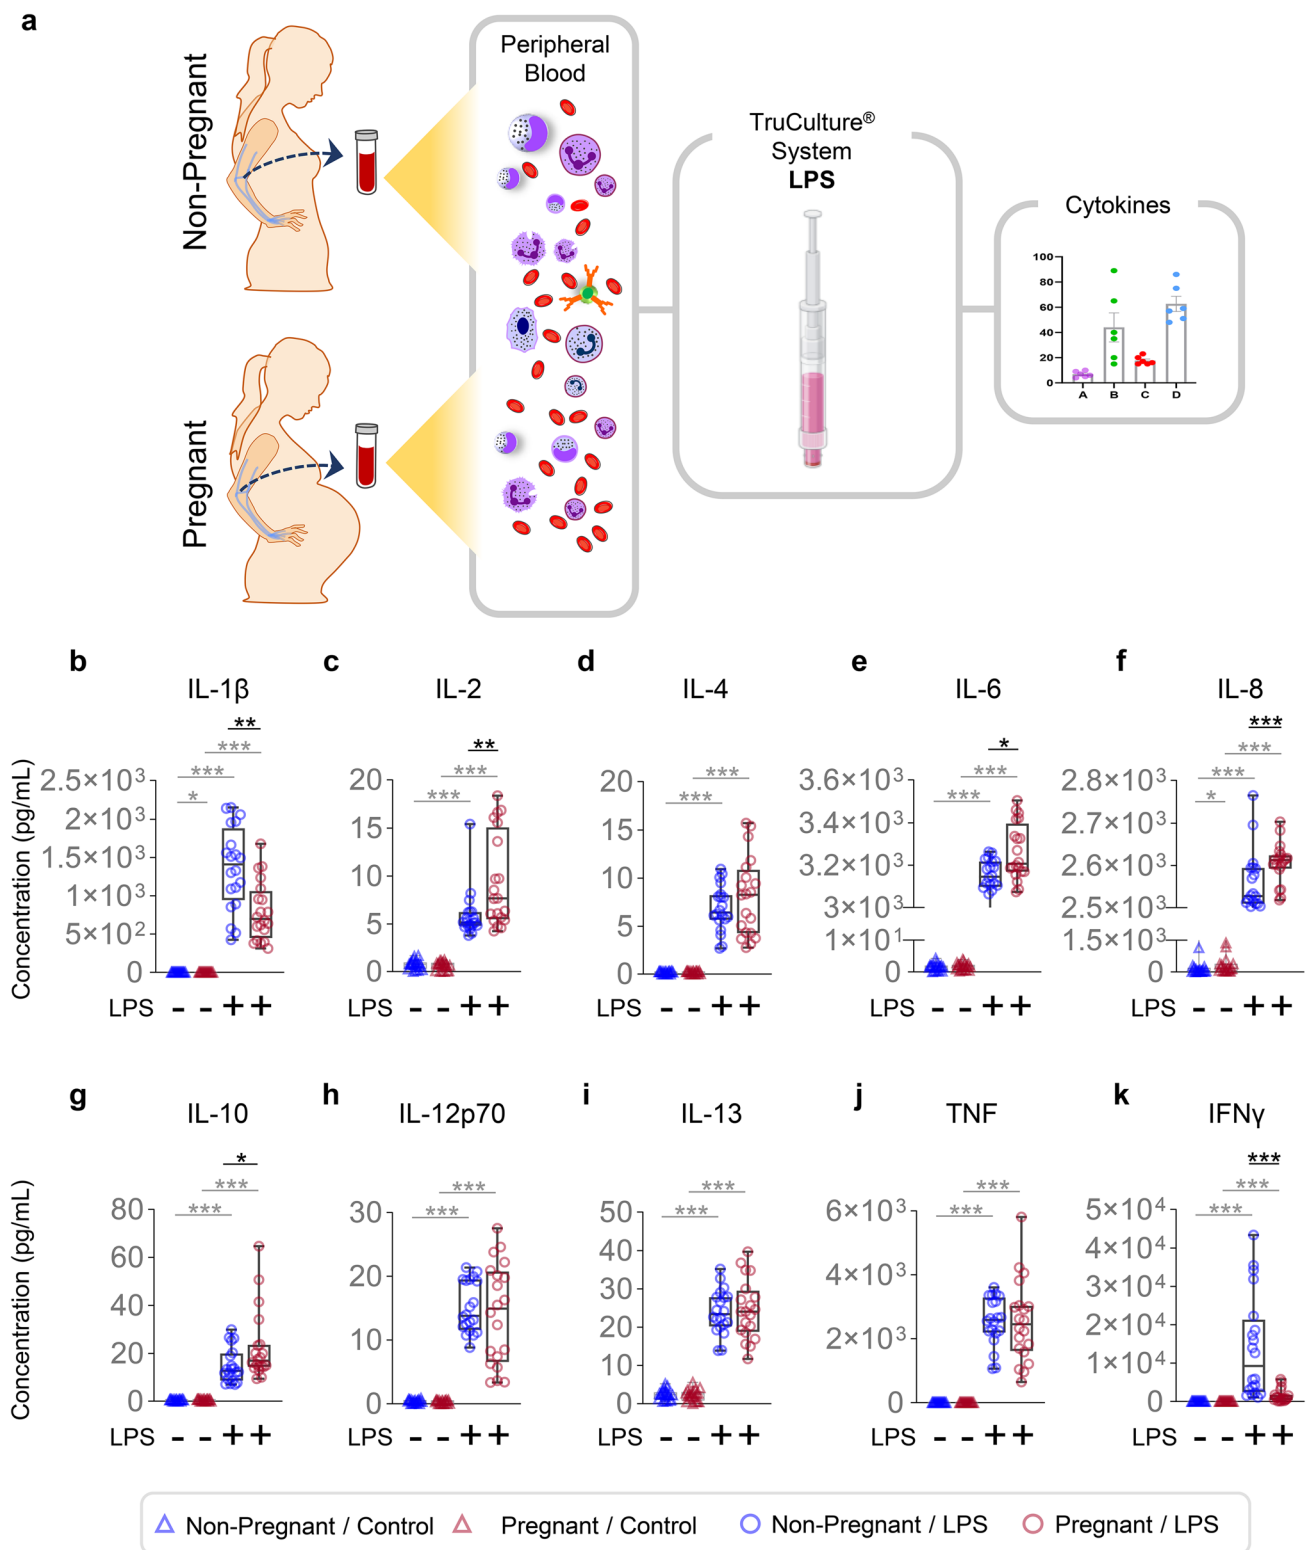 a
Non-Pregnant
Pregnant
Peripheral
Blood
TruCulture®
System
LPS
Cytokines
100
80
60
40
20
0
A B C D
b
IL-1β
**
***
***
*
Concentration (pg/mL)
2.5×10³
2×10³
1.5×10³
1×10³
5×10²
0
LPS - - + +
c
IL-2
**
***
***
20
15
10
5
0
LPS - - + +
d
IL-4
***
***
20
15
10
5
0
LPS - - + +
e
IL-6
*
***
***
3.6×10³
3.4×10³
3.2×10³
3×10³
1×10¹
0
LPS - - + +
f
IL-8
***
***
***
*
2.8×10³
2.7×10³
2.6×10³
2.5×10³
1.5×10³
0
LPS - - + +
g
IL-10
*
***
***
Concentration (pg/mL)
80
60
40
20
0
LPS - - + +
h
IL-12p70
***
***
30
20
10
0
LPS - - + +
i
IL-13
***
***
50
40
30
20
10
0
LPS - - + +
j
TNF
***
***
6×10³
4×10³
2×10³
0
LPS - - + +
k
IFNγ
***
***
***
5×10⁴
4×10⁴
3×10⁴
2×10⁴
1×10⁴
0
LPS - - + +
Non-Pregnant / Control Pregnant / Control Non-Pregnant / LPS Pregnant / LPS